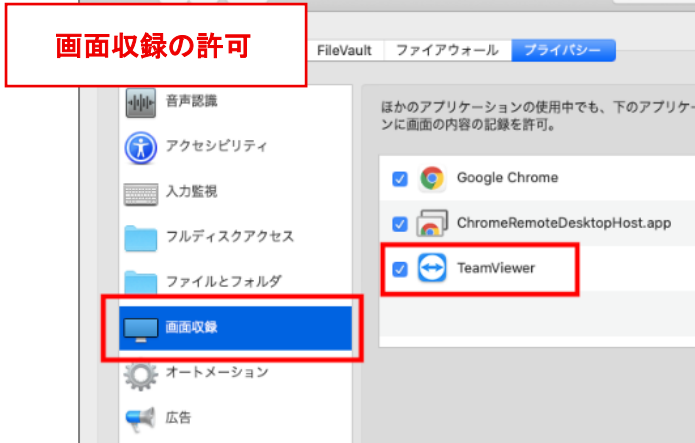 画面収録の許可
FileVault ファイアウォール プライバシー
音声認識
アクセシビリティ
入力監視
フルディスクアクセス
ファイルとフォルダ
画面収録
オートメーション
広告
ほかのアプリケーションの使用中でも、下のアプリケー
ンに画面の内容の記録を許可。
Google Chrome
ChromeRemoteDesktopHost.app
TeamViewer